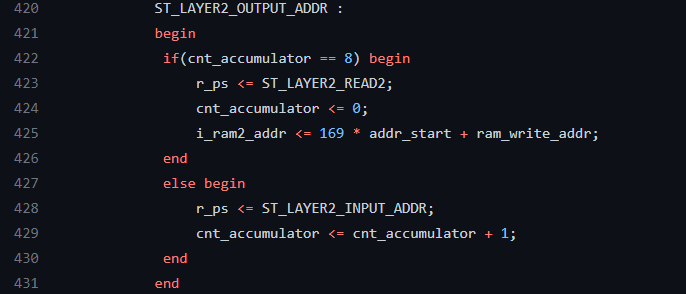 420 ST_LAYER2_OUTPUT_ADDR :
421 begin
422 if(cnt_accumulator == 8) begin
423 r_ps <= ST_LAYER2_READ2;
424 cnt_accumulator <= 0;
425 i_ram2_addr <= 169 * addr_start + ram_write_addr;
426 end
427 else begin
428 r_ps <= ST_LAYER2_INPUT_ADDR;
429 cnt_accumulator <= cnt_accumulator + 1;
430 end
431 end